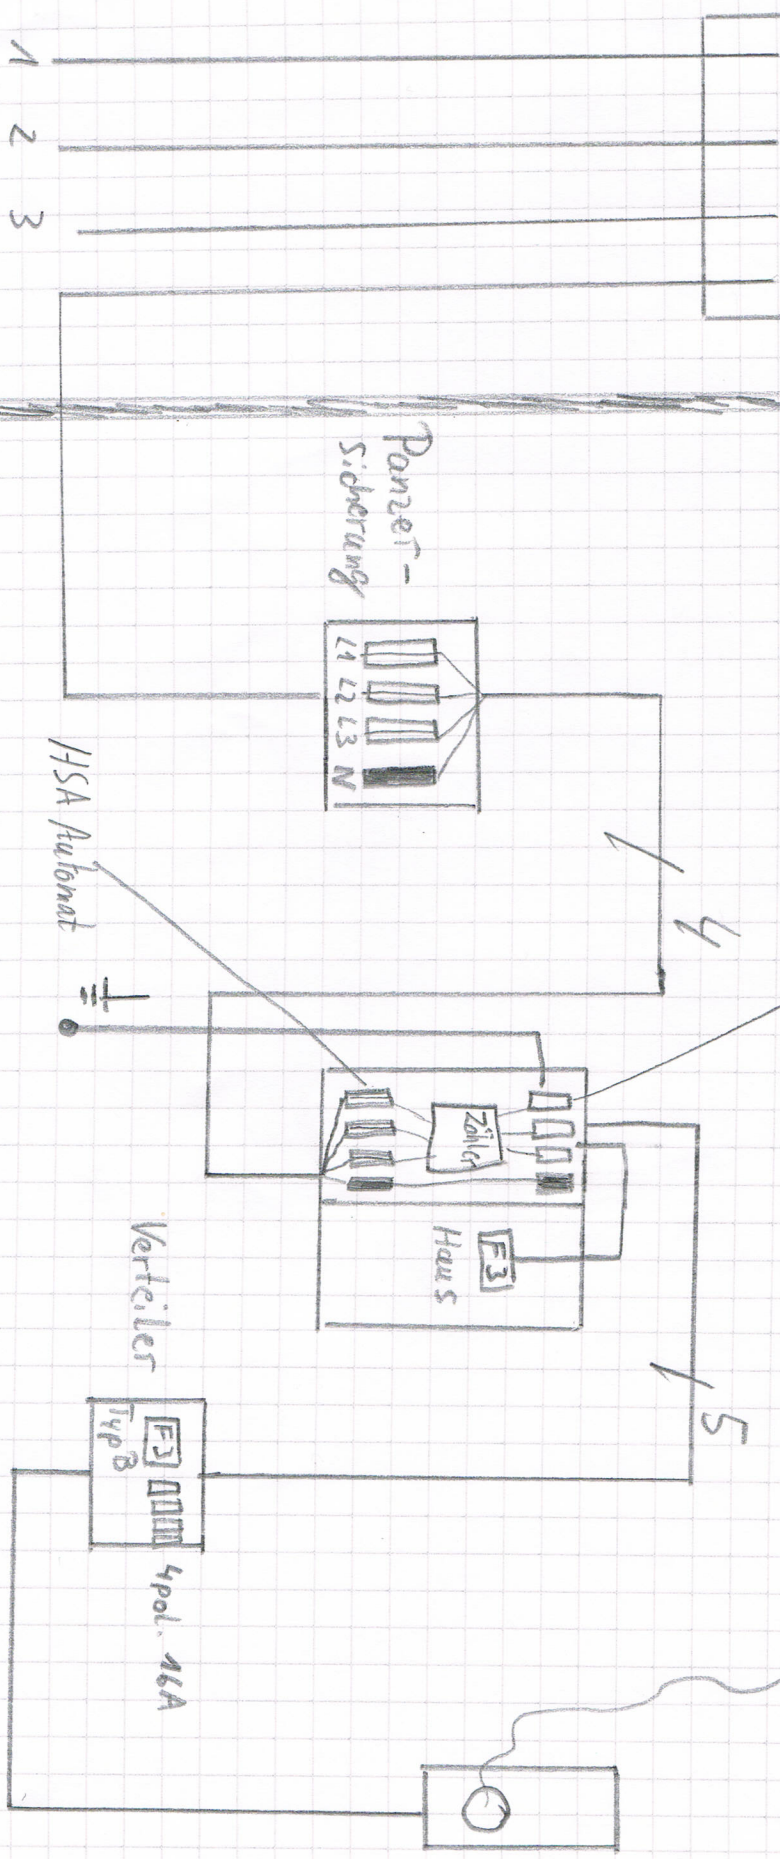 1
2
3
Panzer-
sicherung
L1 L2 L3 N
HSA Automat
4
Zähler
F3
Haus
5
Verteiler
F3
Typ B
4pol. 16A